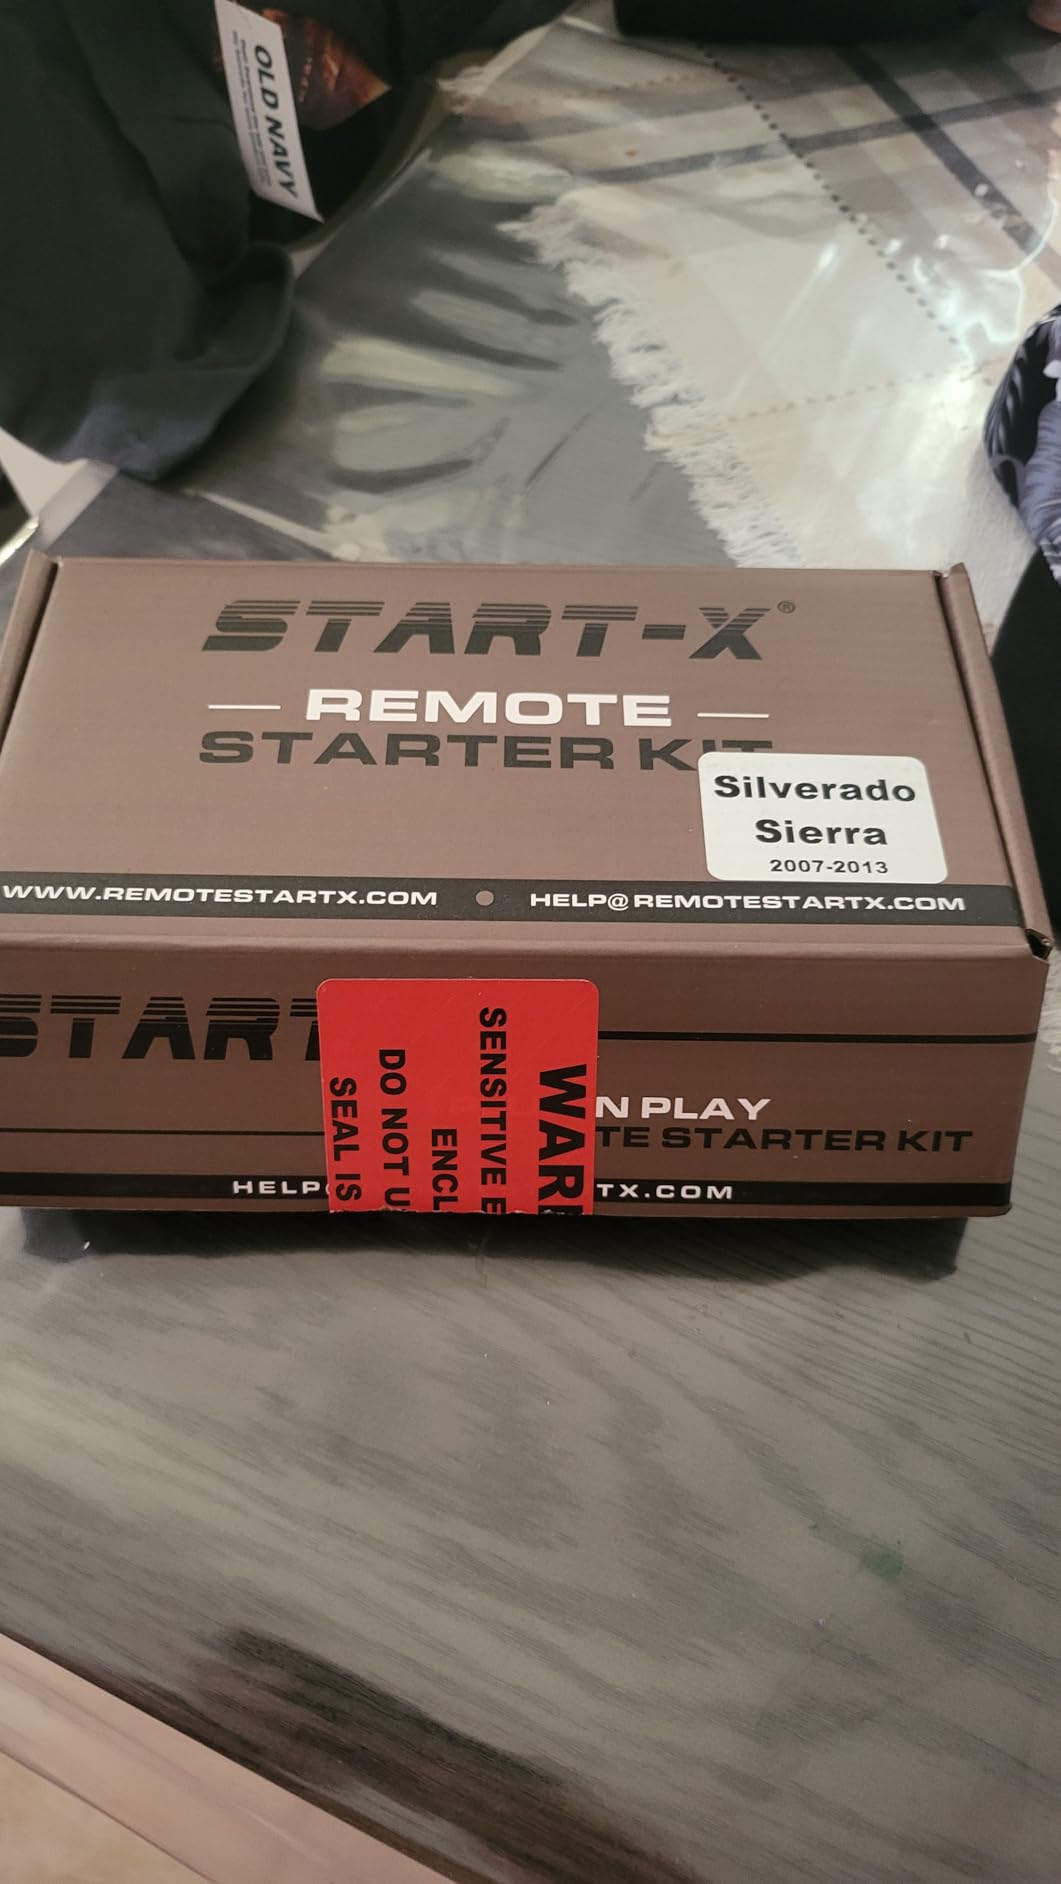 OLD NAVY
START-X®
REMOTE
STARTER KIT
Silverado
Sierra
2007-2013
WWW.REMOTESTARTX.COM • HELP@REMOTESTARTX.COM
START
N PLAY
TE STARTER KIT
HELP
TX.COM
WAR
SENSITIVE E
ENCL
DO NOT U
SEAL IS